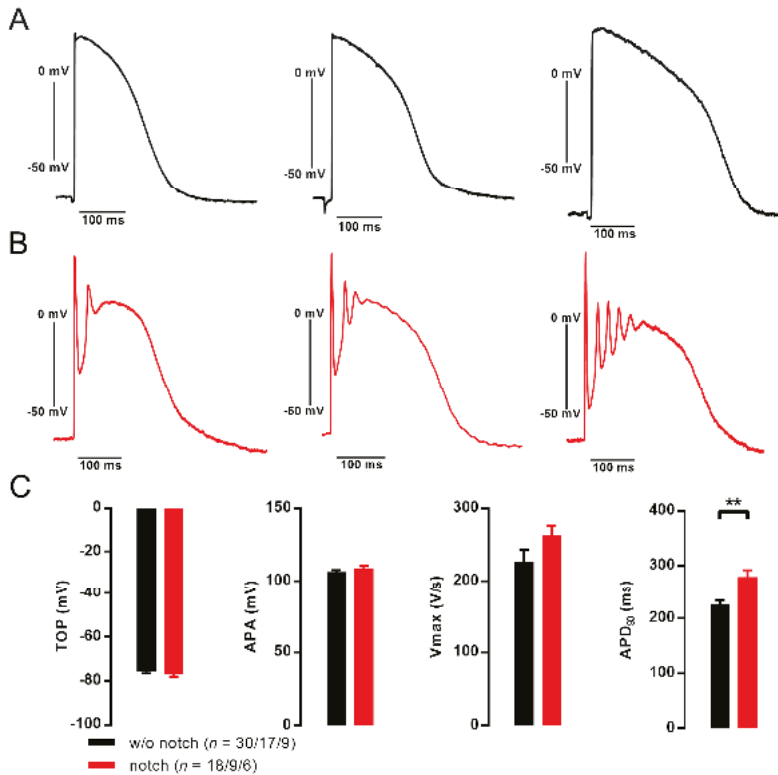 A
0 mV
-50 mV
100 ms
0 mV
-50 mV
100 ms
0 mV
-50 mV
100 ms
B
0 mV
-50 mV
100 ms
0 mV
-50 mV
100 ms
0 mV
-50 mV
100 ms
C
TOP (mV)
0
-20
-40
-60
-80
-100
APA (mV)
150
100
50
0
Vmax (V/s)
300
200
100
0
APD90 (ms)
400
300
200
100
0
**
w/o notch (n = 30/17/9)
notch (n = 18/9/6)